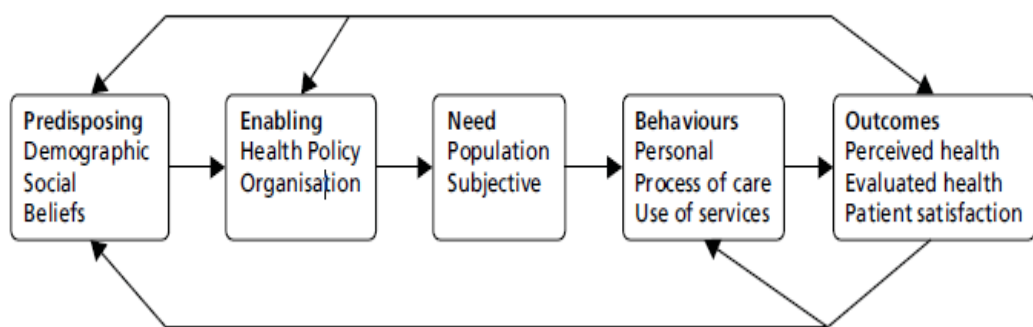 Predisposing
Demographic
Social
Beliefs
Enabling
Health Policy
Organisation
Need
Population
Subjective
Behaviours
Personal
Process of care
Use of services
Outcomes
Perceived health
Evaluated health
Patient satisfaction